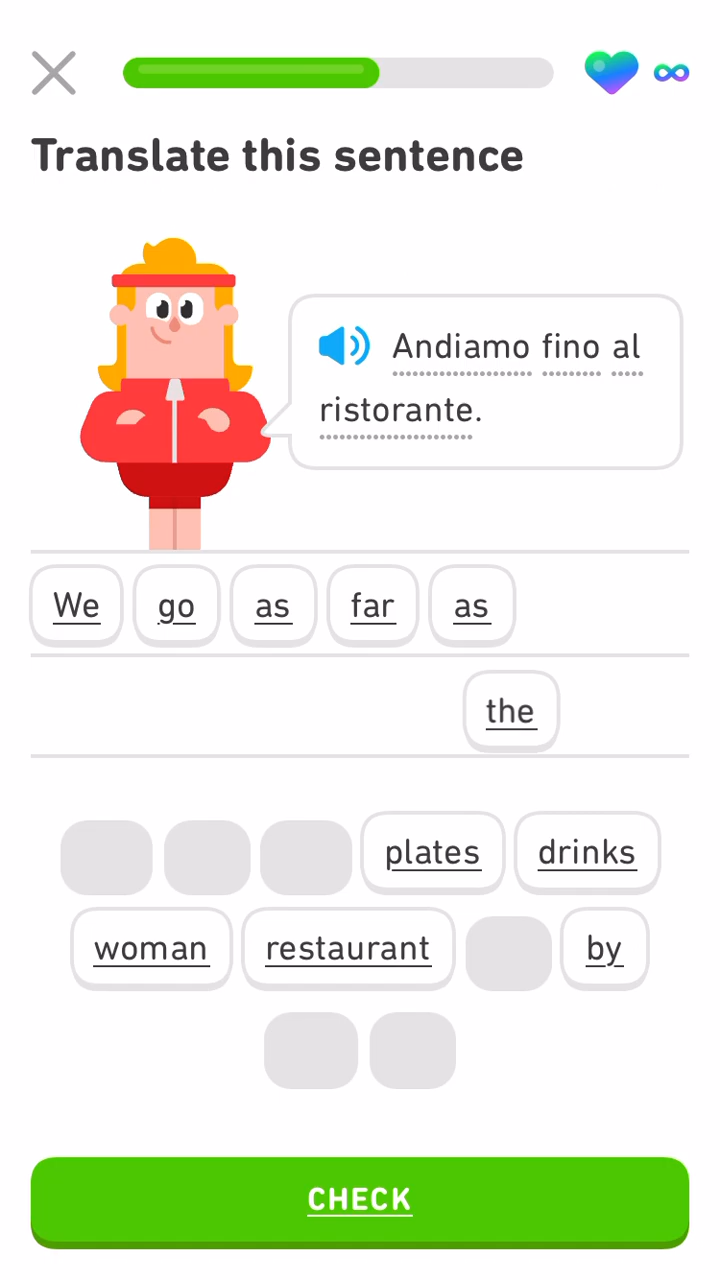 Translate this sentence
Andiamo fino al
ristorante.
We go as far as
the
plates drinks
woman restaurant by
CHECK